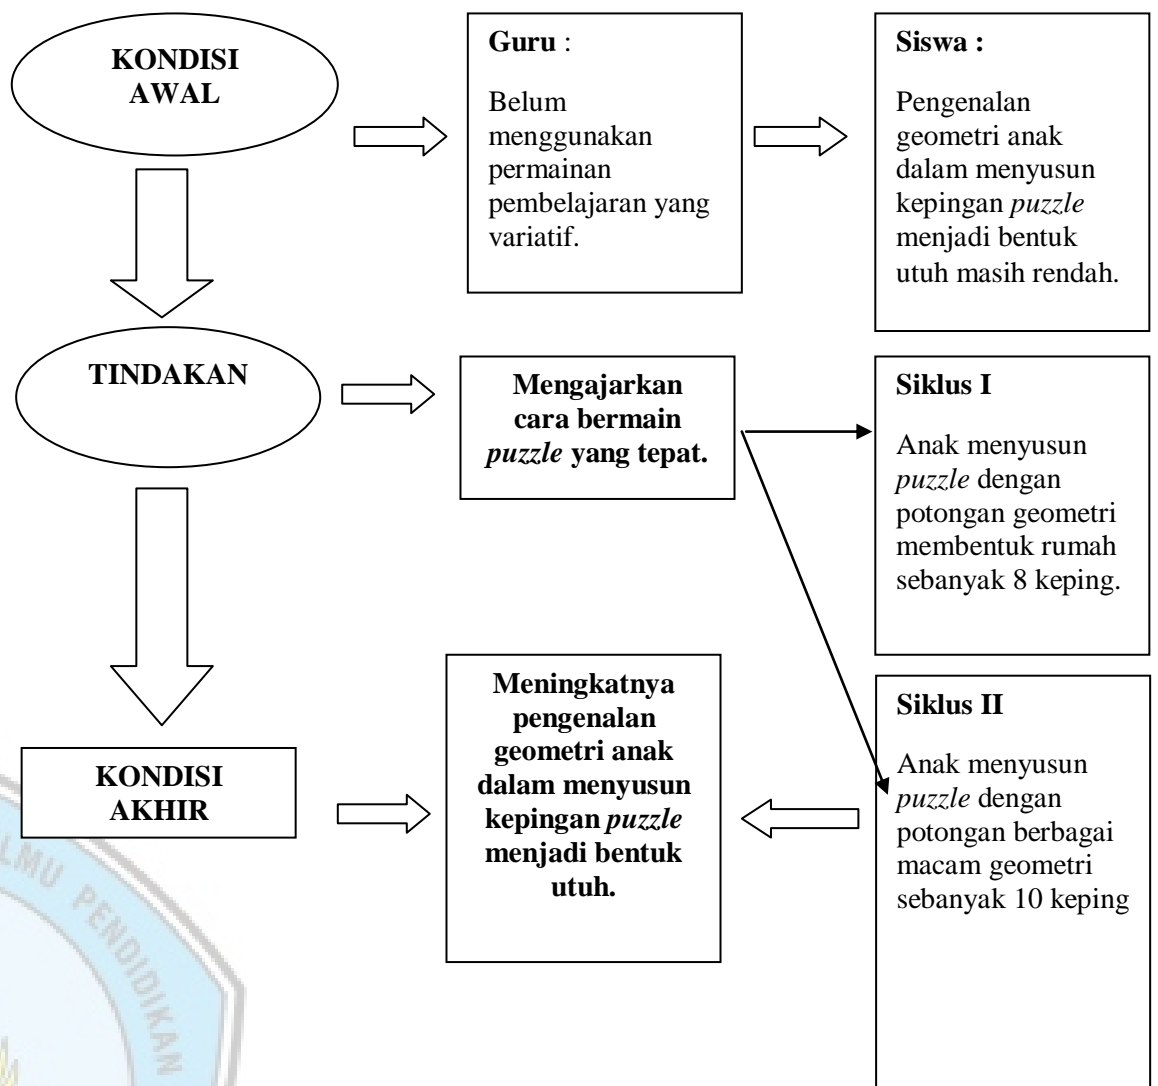 KONDISI
AWAL
Guru :
Belum
menggunakan
permainan
pembelajaran yang
variatif.
Siswa :
Pengenalan
geometri anak
dalam menyusun
kepingan puzzle
menjadi bentuk
utuh masih rendah.
TINDAKAN
Mengajarkan
cara bermain
puzzle yang tepat.
Siklus I
Anak menyusun
puzzle dengan
potongan geometri
membentuk rumah
sebanyak 8 keping.
KONDISI
AKHIR
Meningkatnya
pengenalan
geometri anak
dalam menyusun
kepingan puzzle
menjadi bentuk
utuh.
Siklus II
Anak menyusun
puzzle dengan
potongan berbagai
macam geometri
sebanyak 10 keping
LMU PENDIDIKAN